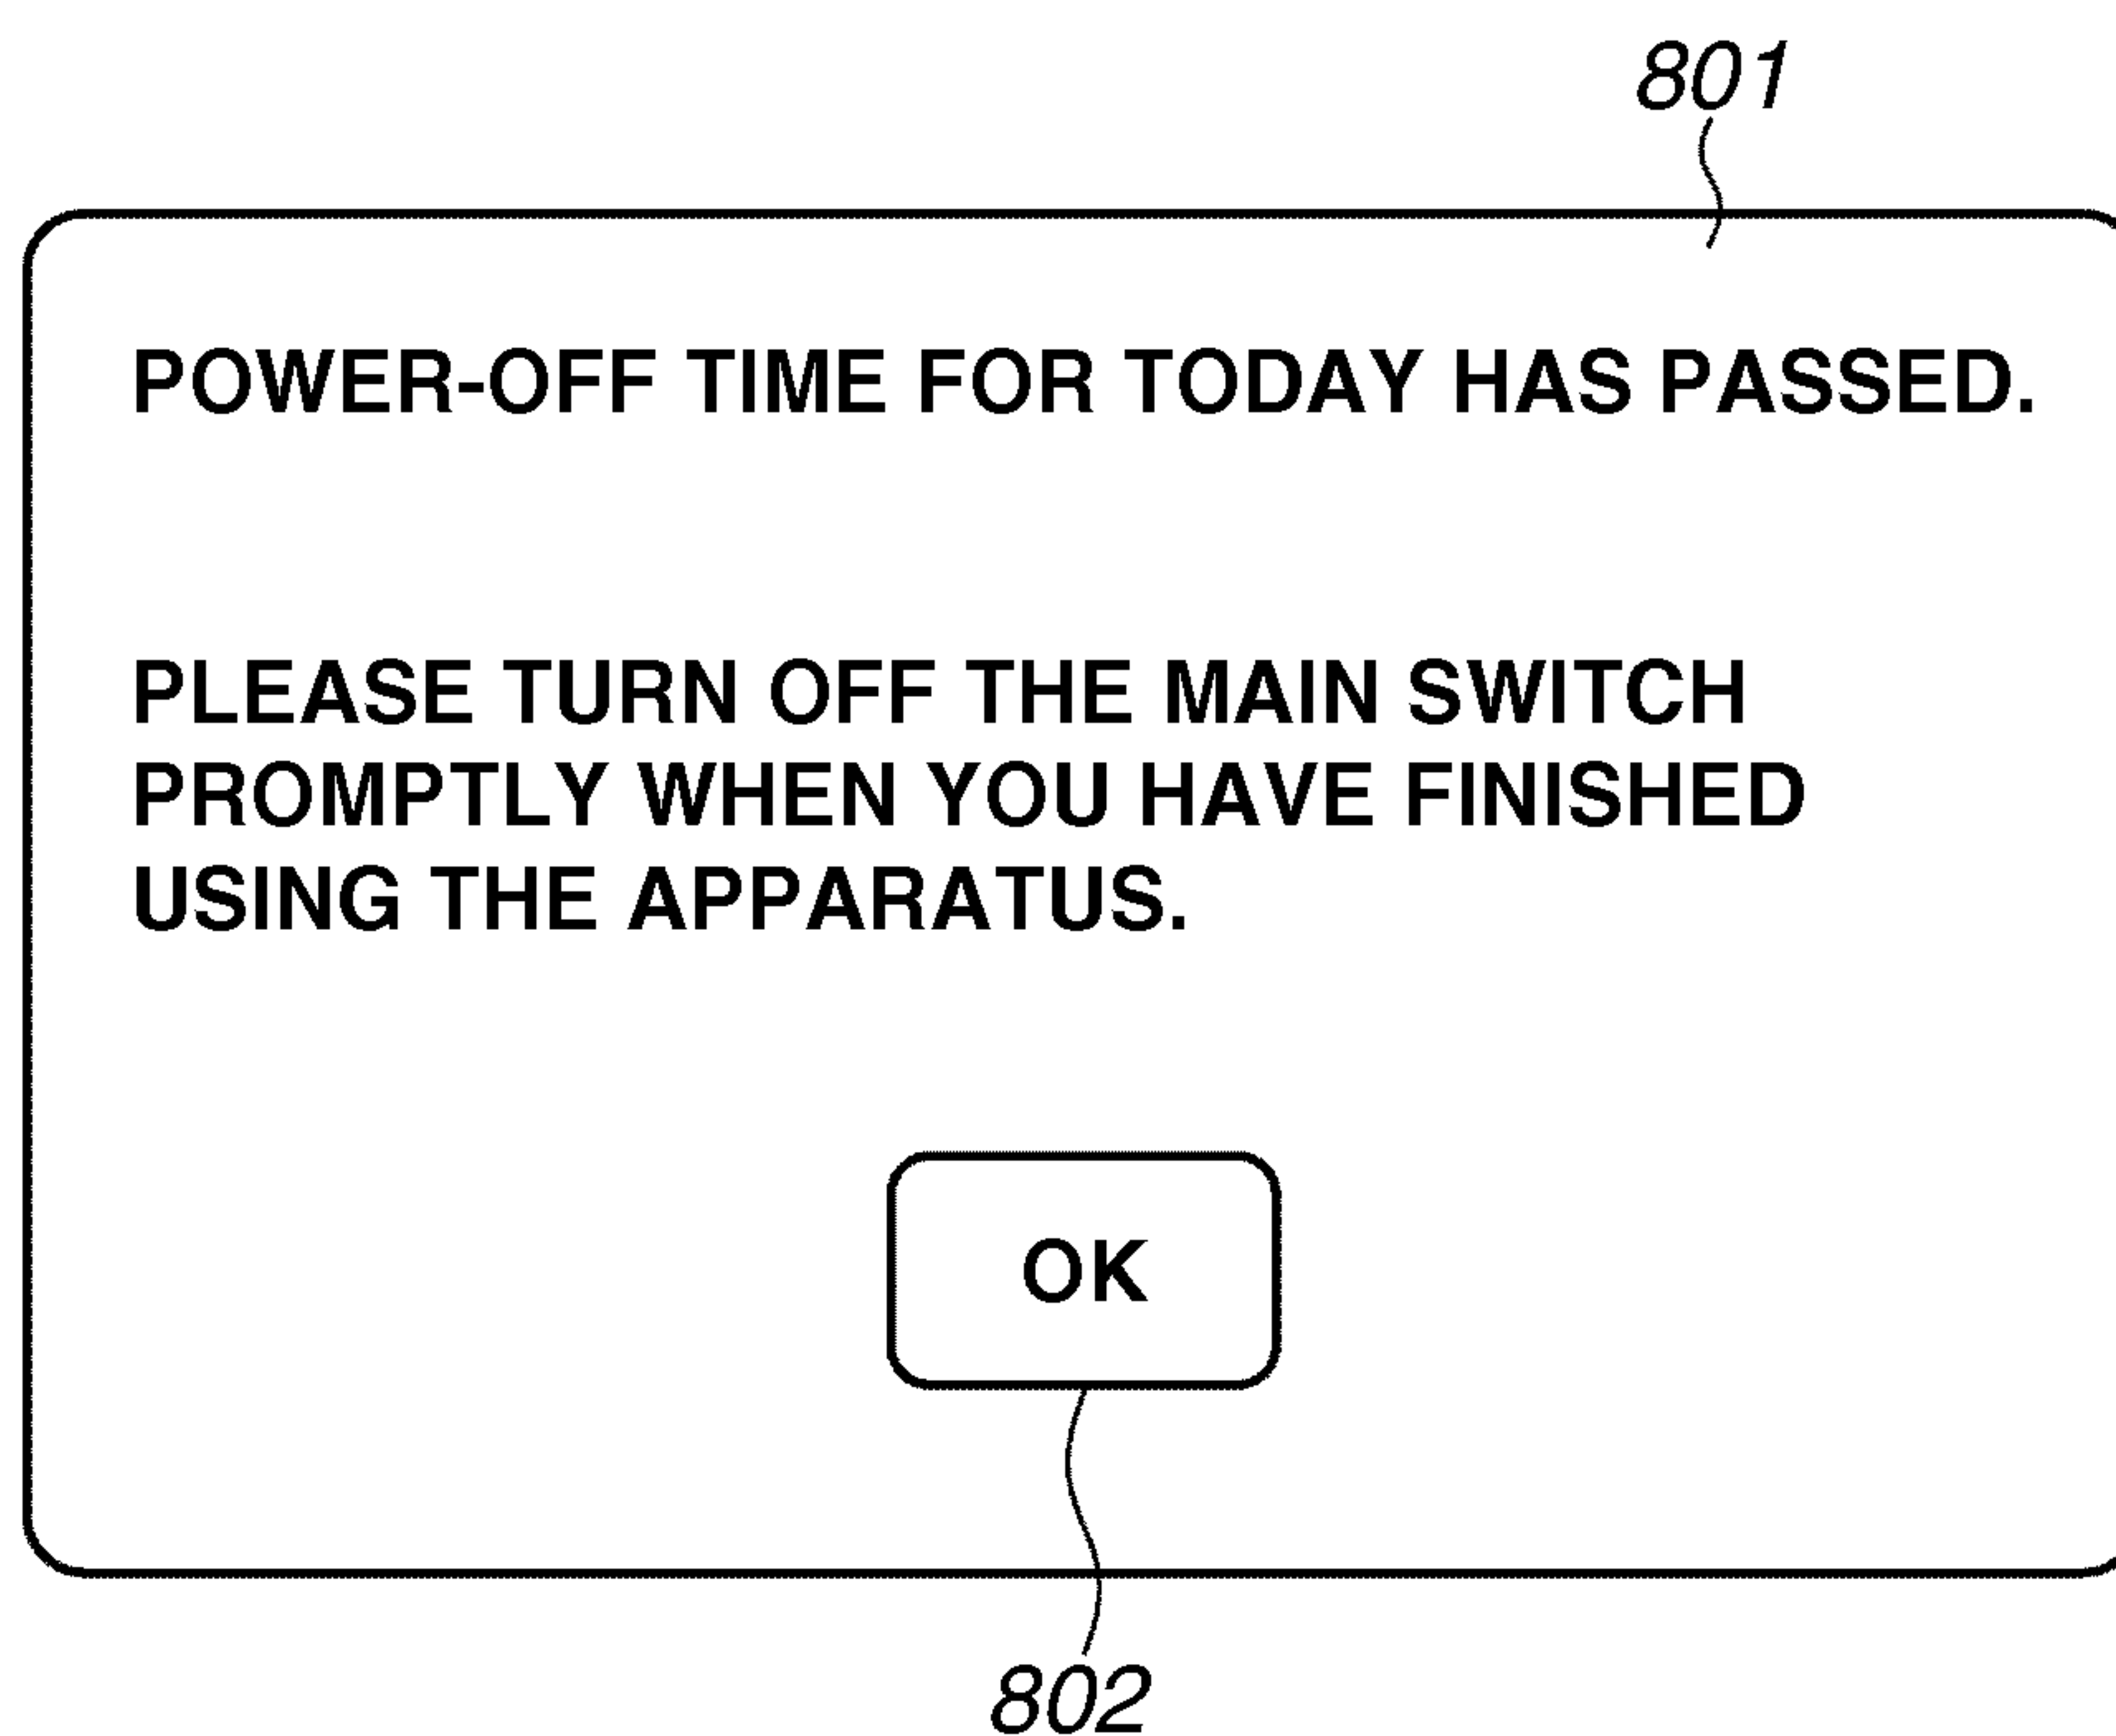 801
POWER-OFF TIME FOR TODAY HAS PASSED.
PLEASE TURN OFF THE MAIN SWITCH
PROMPTLY WHEN YOU HAVE FINISHED
USING THE APPARATUS.
OK
802